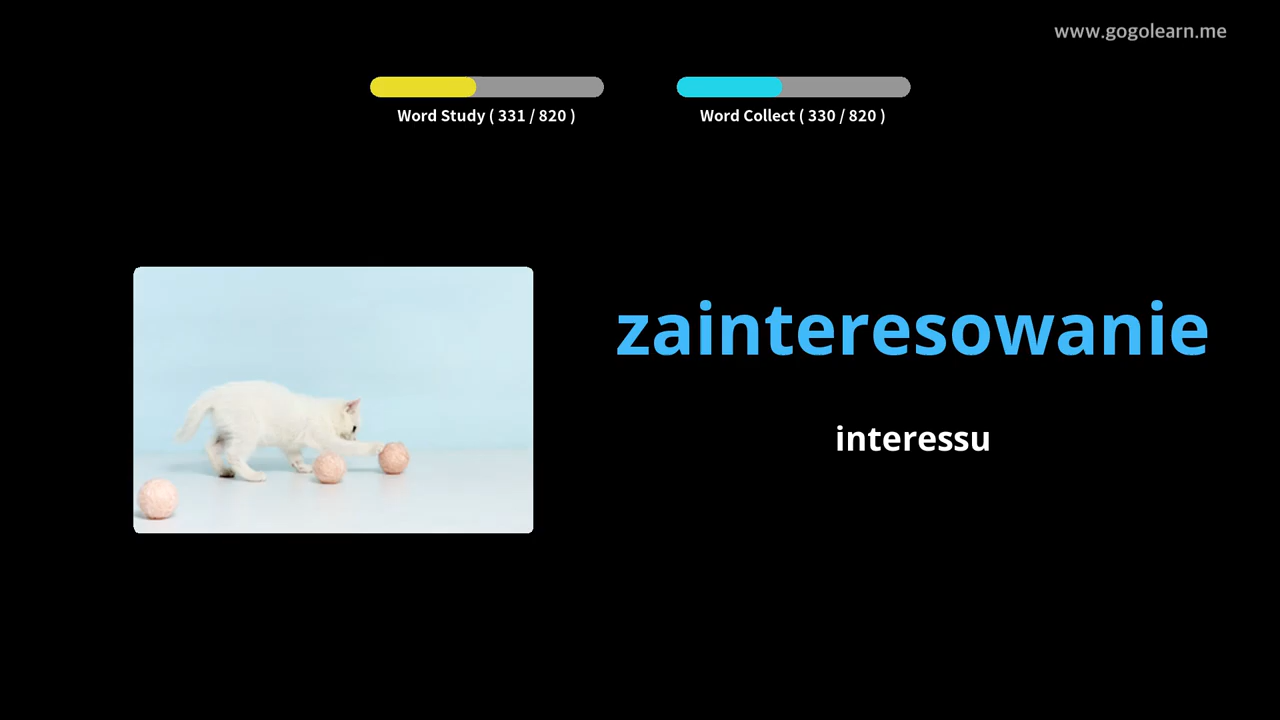 www.gogolearn.me
Word Study ( 331 / 820 )
Word Collect ( 330 / 820 )
zainteresowanie
interessu